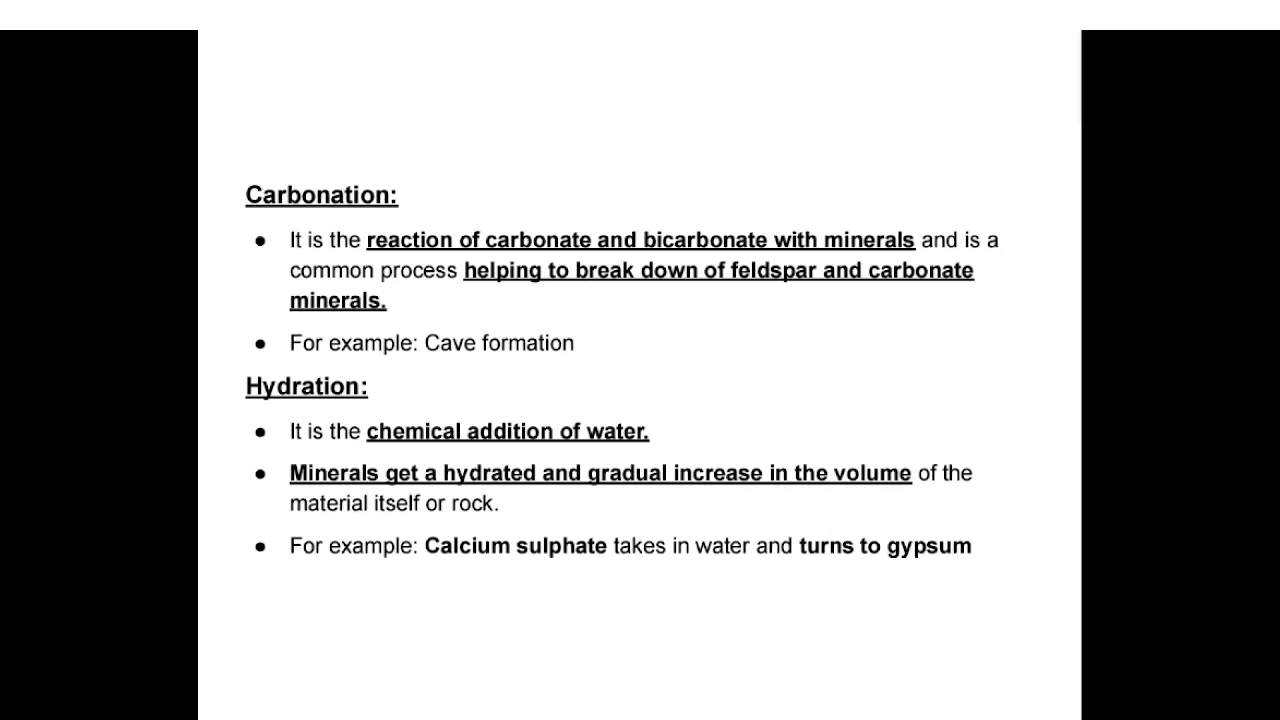 Carbonation:
● It is the reaction of carbonate and bicarbonate with minerals and is a
common process helping to break down of feldspar and carbonate
minerals.
● For example: Cave formation
Hydration:
● It is the chemical addition of water.
● Minerals get a hydrated and gradual increase in the volume of the
material itself or rock.
● For example: Calcium sulphate takes in water and turns to gypsum